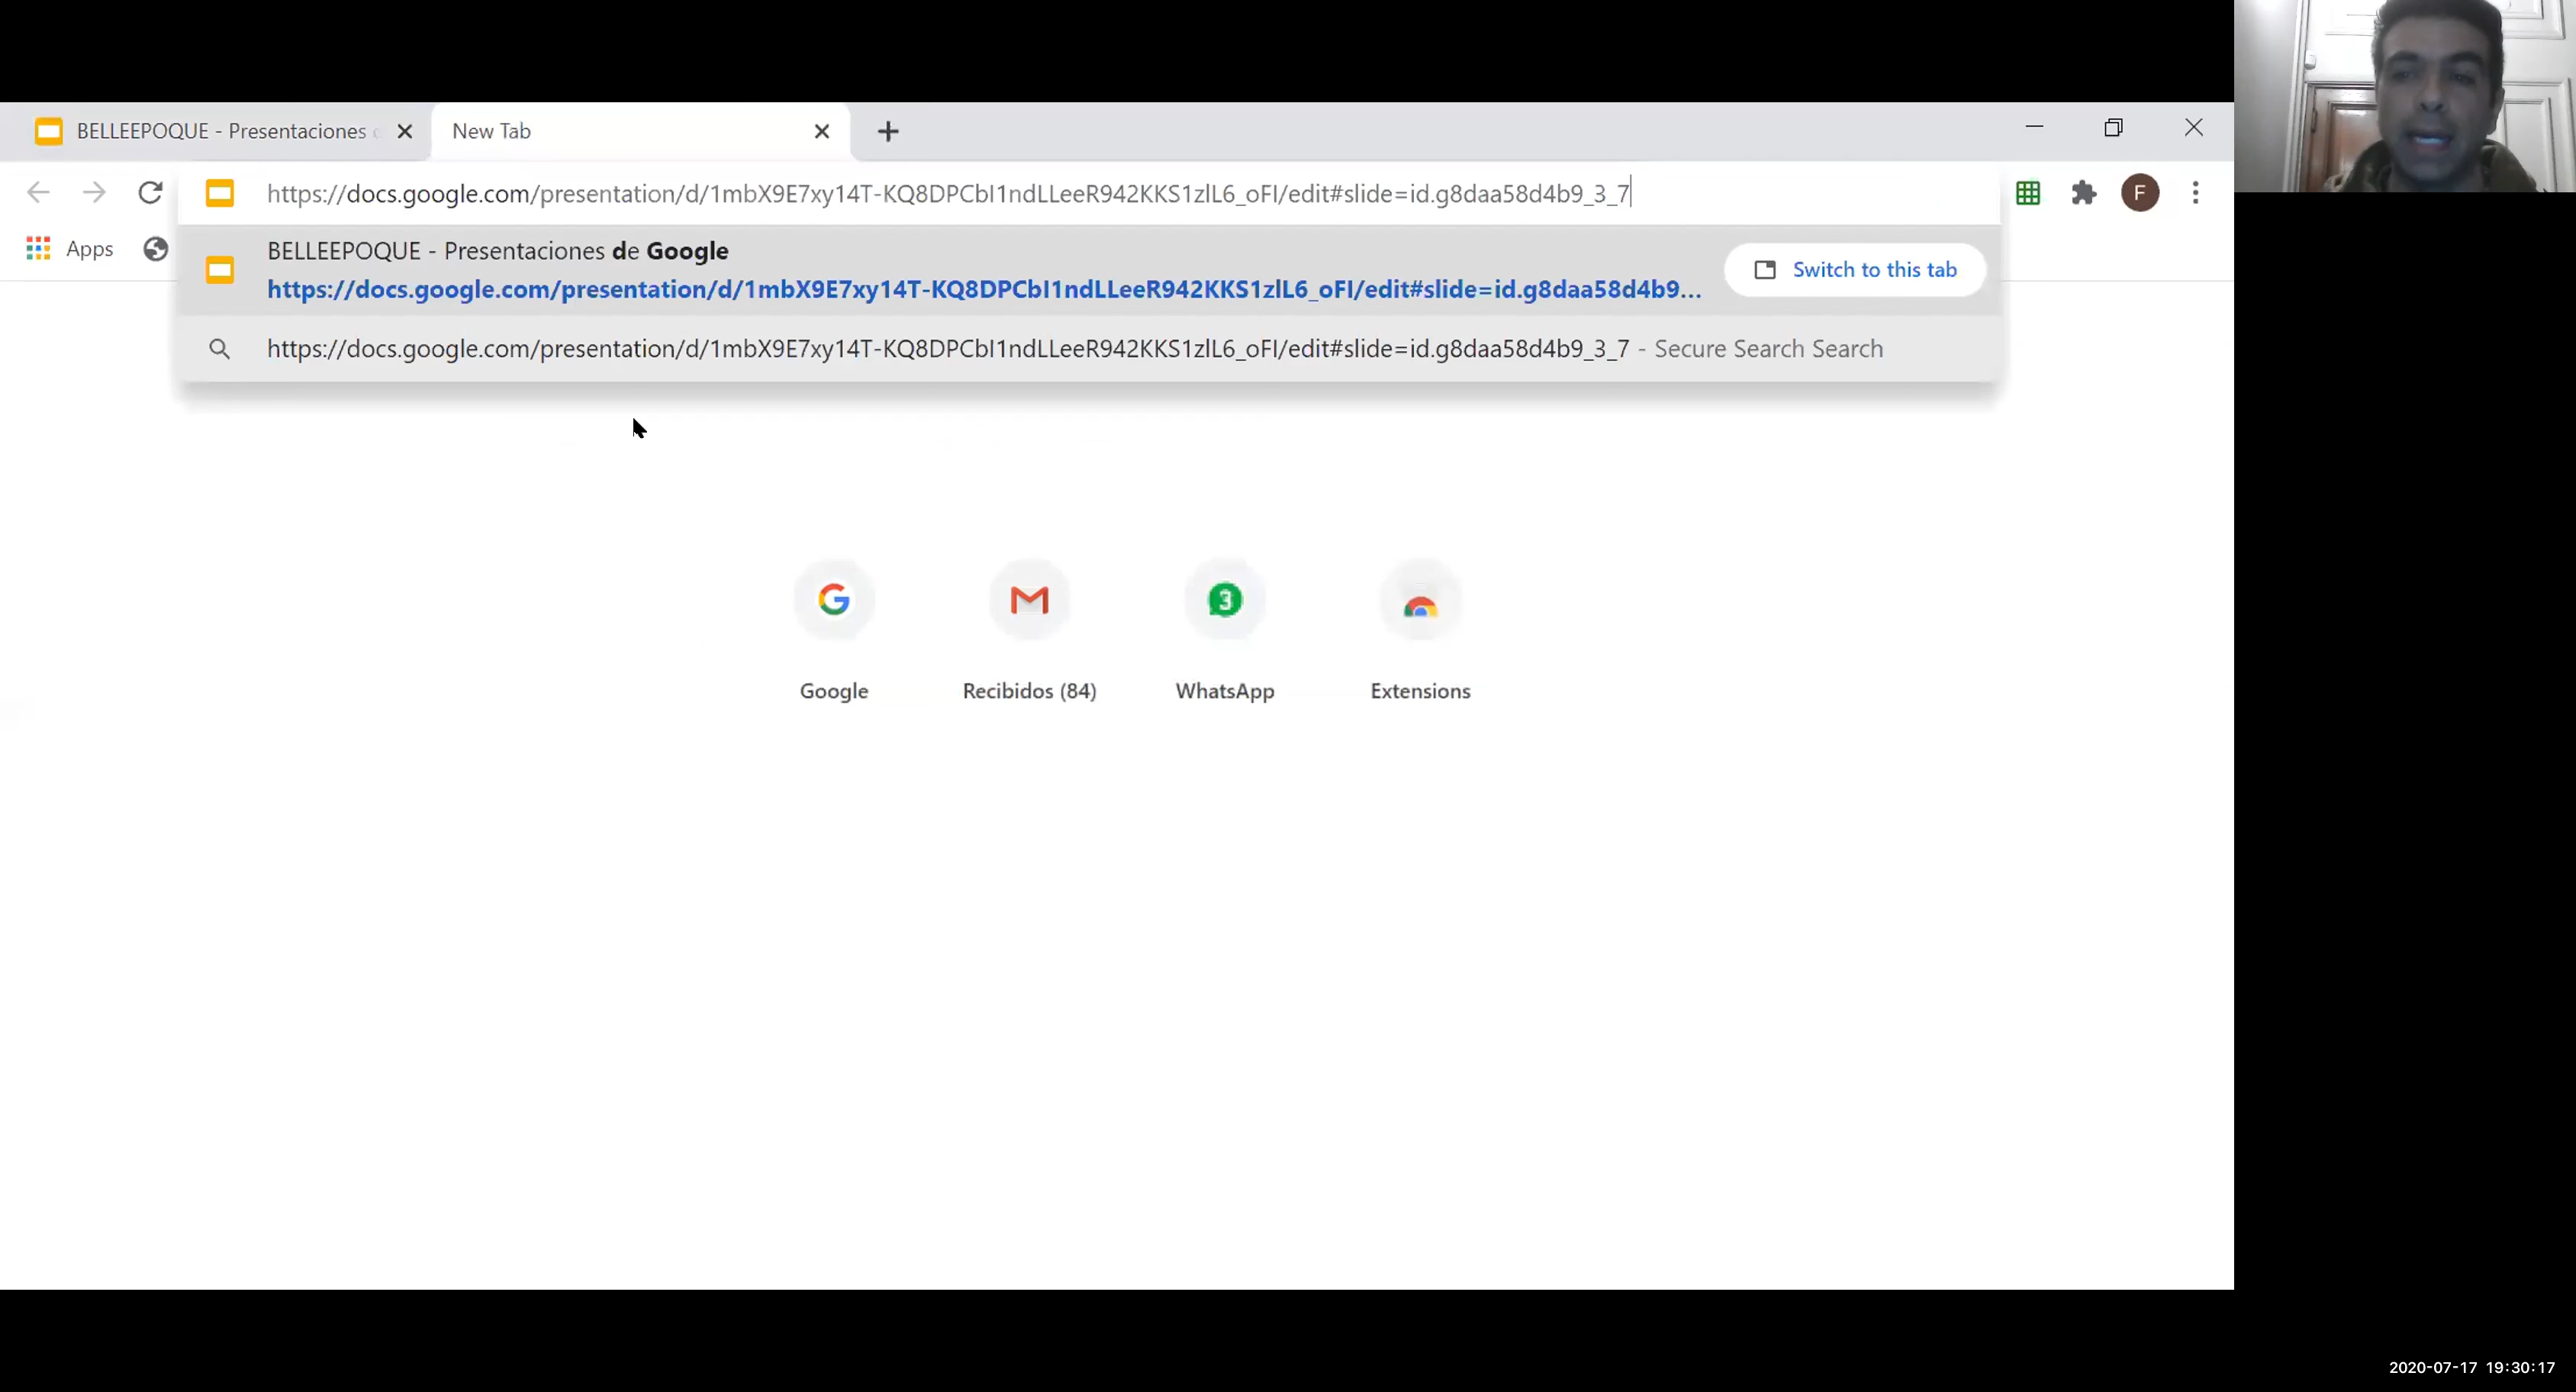 BELLEEPOQUE - Presentaciones
New Tab
https://docs.google.com/presentation/d/1mbX9E7xy14T-KQ8DPCbI1ndLLeeR942KKS1zlL6_oFI/edit#slide=id.g8daa58d4b9_3_7
F
Apps
BELLEEPOQUE - Presentaciones de Google
https://docs.google.com/presentation/d/1mbX9E7xy14T-KQ8DPCbI1ndLLeeR942KKS1zlL6_oFI/edit#slide=id.g8daa58d4b9...
Switch to this tab
https://docs.google.com/presentation/d/1mbX9E7xy14T-KQ8DPCbI1ndLLeeR942KKS1zlL6_oFI/edit#slide=id.g8daa58d4b9_3_7 - Secure Search Search
3
Google
Recibidos (84)
WhatsApp
Extensions
2020-07-17 19:30:17